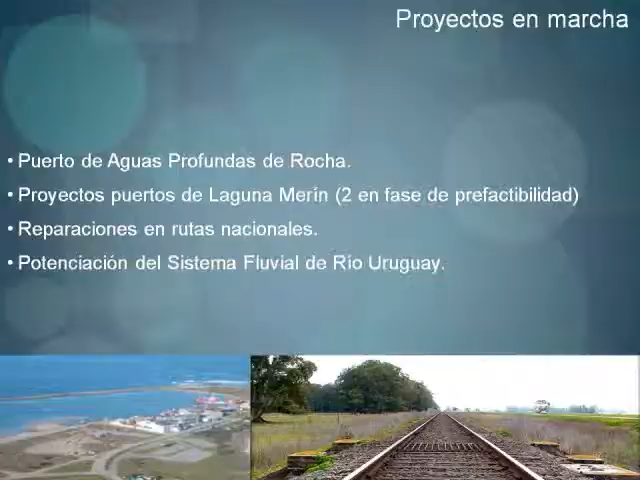 Proyectos en marcha
• Puerto de Aguas Profundas de Rocha.
• Proyectos puertos de Laguna Merín (2 en fase de prefactibilidad)
• Reparaciones en rutas nacionales.
• Potenciación del Sistema Fluvial de Río Uruguay.